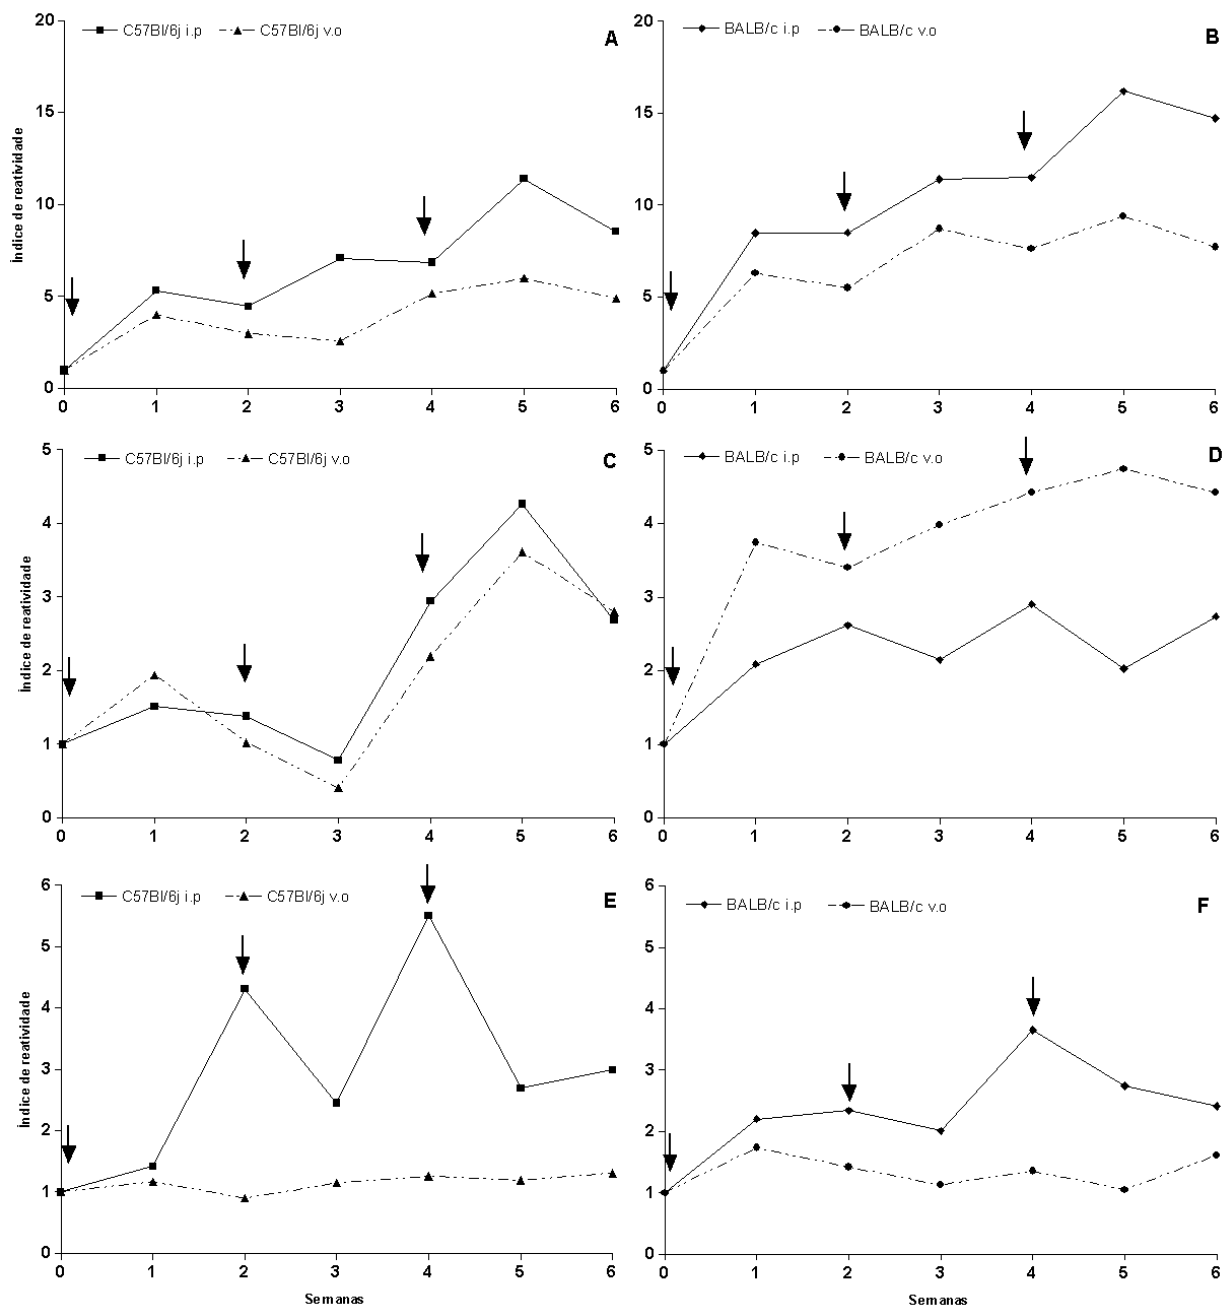 20
C57Bl/6j i.p
C57Bl/6j v.o
A
15
10
5
0
0 1 2 3 4 5 6
Índice de reatividade
20
BALB/c i.p
BALB/c v.o
B
15
10
5
0
0 1 2 3 4 5 6
5
C57Bl/6j i.p
C57Bl/6j v.o
C
4
3
2
1
0
0 1 2 3 4 5 6
Índice de reatividade
5
BALB/c i.p
BALB/c v.o
D
4
3
2
1
0
0 1 2 3 4 5 6
6
C57Bl/6j i.p
C57Bl/6j v.o
E
5
4
3
2
1
0
0 1 2 3 4 5 6
Índice de reatividade
Semanas
6
BALB/c i.p
BALB/c v.o
F
5
4
3
2
1
0
0 1 2 3 4 5 6
Semanas